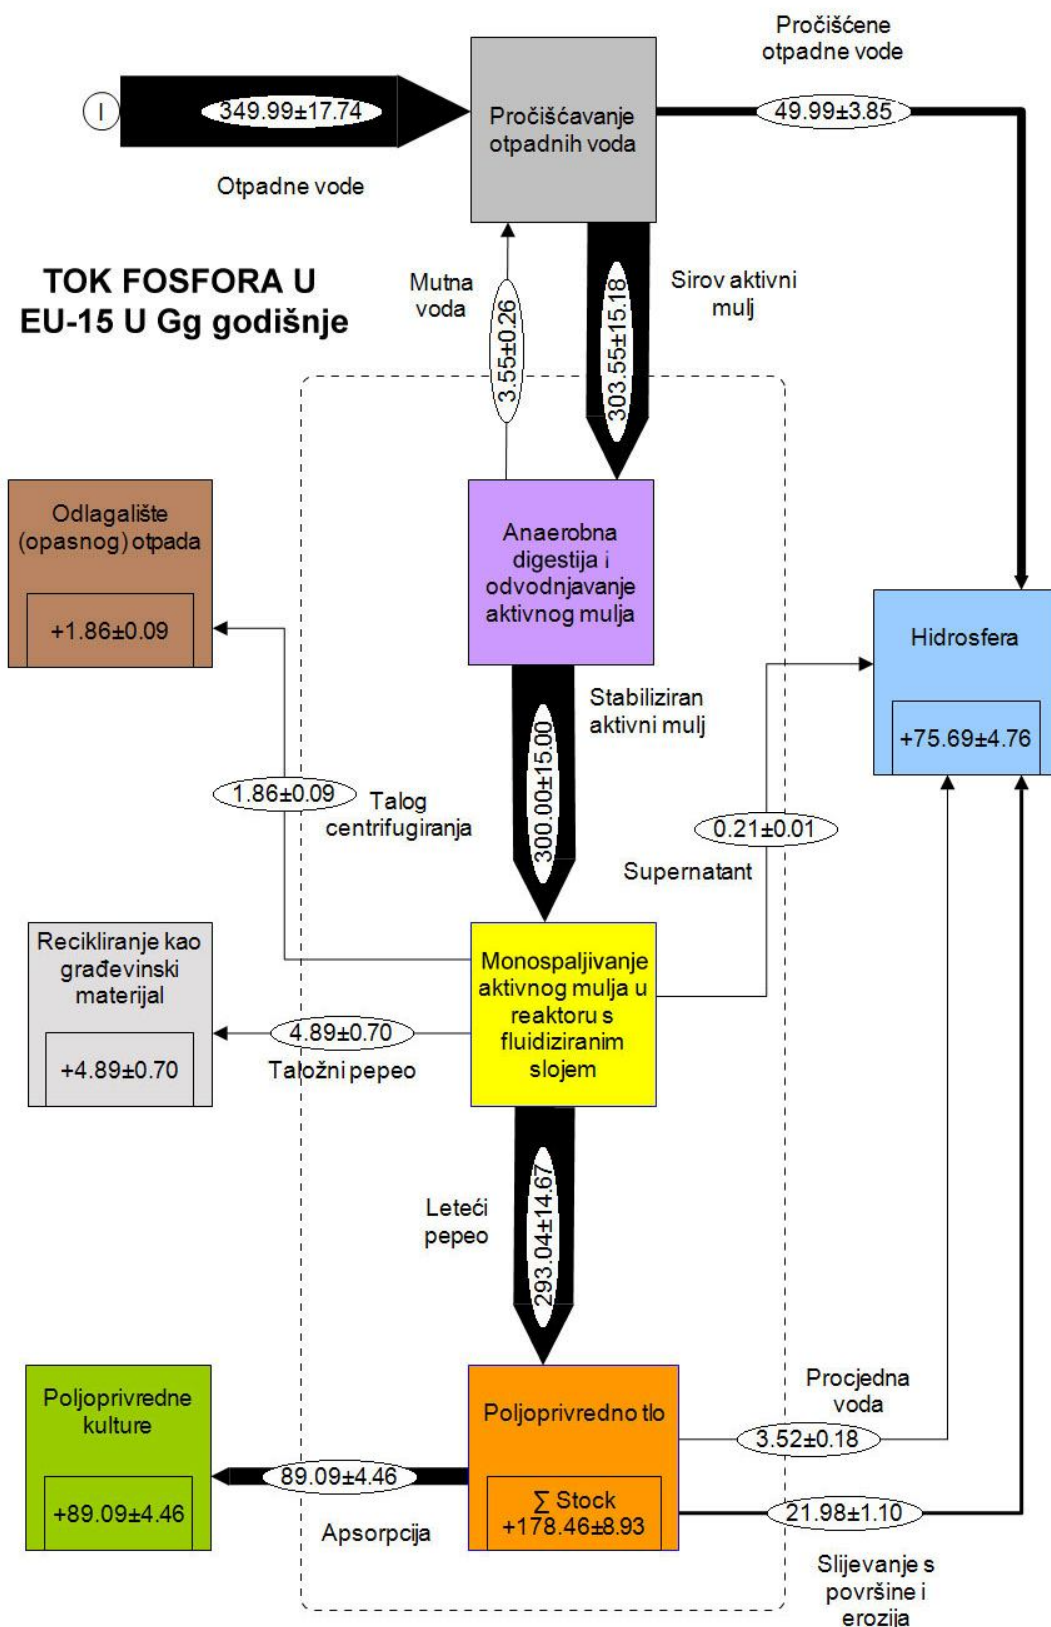 Pročišćene
otpadne vode
I
349.99±17.74
Pročišćavanje
otpadnih voda
49.99±3.85
Otpadne vode
TOK FOSFORA U
EU-15 U Gg godišnje
Mutna
voda
3.55±0.26
303.55±15.18
Sirov aktivni
mulj
Odlagalište
(opasnog) otpada
+1.86±0.09
Anaerobna
digestija i
odvodnjavanje
aktivnog mulja
Hidrosfera
+75.69±4.76
Stabiliziran
aktivni mulj
300.00±15.00
1.86±0.09
Talog
centrifugiranja
0.21±0.01
Supernatant
Recikliranje kao
građevinski
materijal
+4.89±0.70
4.89±0.70
Taložni pepeo
Monospaljivanje
aktivnog mulja u
reaktoru s
fluidiziranim
slojem
Leteći
pepeo
293.04±14.67
Poljoprivredne
kulture
+89.09±4.46
89.09±4.46
Apsorpcija
Poljoprivredno tlo
∑ Stock
+178.46±8.93
Procjedna
voda
3.52±0.18
21.98±1.10
Slijevanje s
površine i
erozija